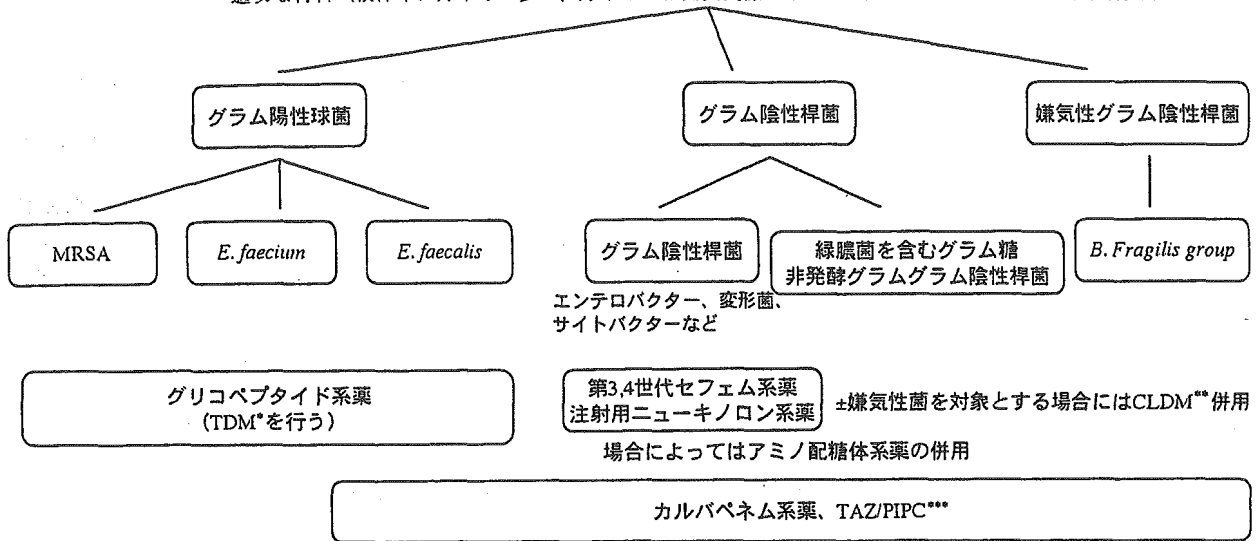 グラム陽性球菌
グラム陰性桿菌
嫌気性グラム陰性桿菌
MRSA
E. faecium
E. faecalis
グラム陰性桿菌
緑膿菌を含むグラム糖
非発酵グラムグラム陰性桿菌
B. Fragilis group
エンテロバクター、変形菌、
サイトバクターなど
グリコペプタイド系薬
(TDM*を行う)
第3,4世代セフェム系薬
注射用ニューキノロン系薬
±嫌気性菌を対象とする場合にはCLDM**併用
場合によってはアミノ配糖体系薬の併用
カルバペネム系薬、TAZ/PIPC***